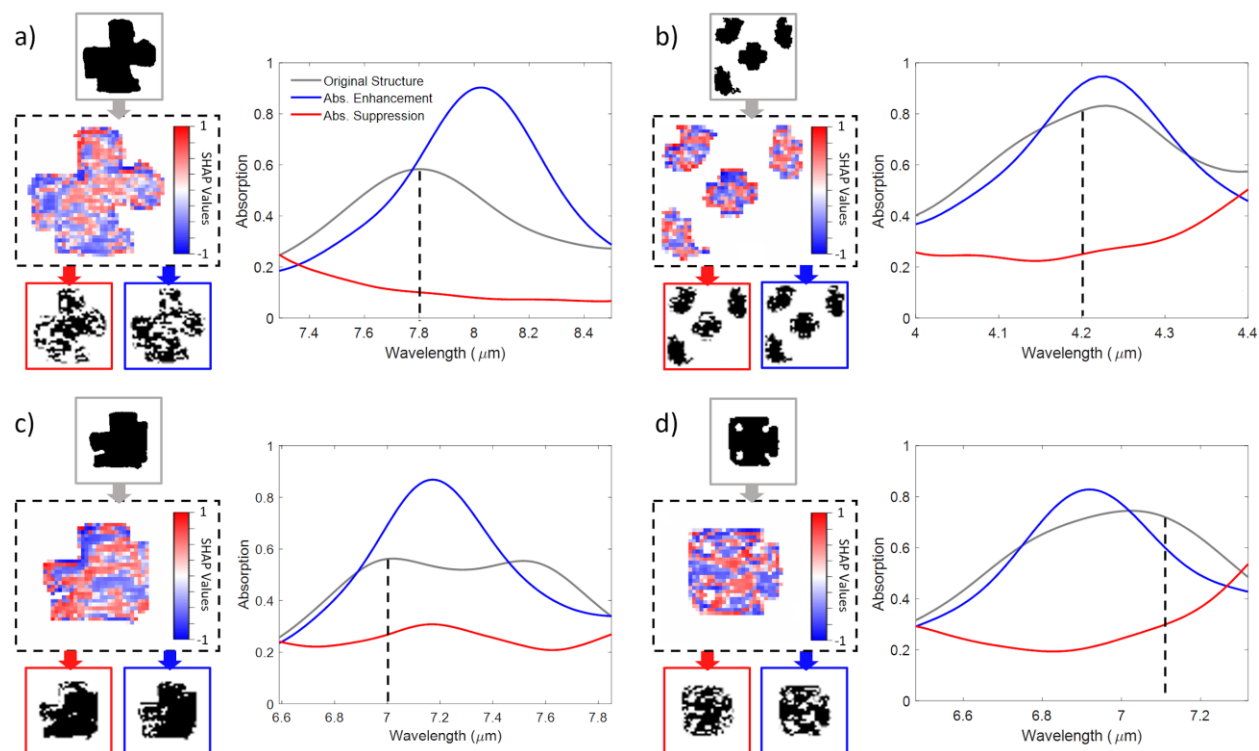 a)
1
SHAP Values
-1
1
0.8
0.6
0.4
0.2
0
Absorption
Original Structure
Abs. Enhancement
Abs. Suppression
7.4 7.6 7.8 8 8.2 8.4
Wavelength ( μm)
b)
1
SHAP Values
-1
1
0.8
0.6
0.4
0.2
0
Absorption
4 4.1 4.2 4.3 4.4
Wavelength ( μm)
c)
1
SHAP Values
-1
1
0.8
0.6
0.4
0.2
0
Absorption
6.6 6.8 7 7.2 7.4 7.6 7.8
Wavelength ( μm)
d)
1
SHAP Values
-1
1
0.8
0.6
0.4
0.2
0
Absorption
6.6 6.8 7 7.2
Wavelength ( μm)